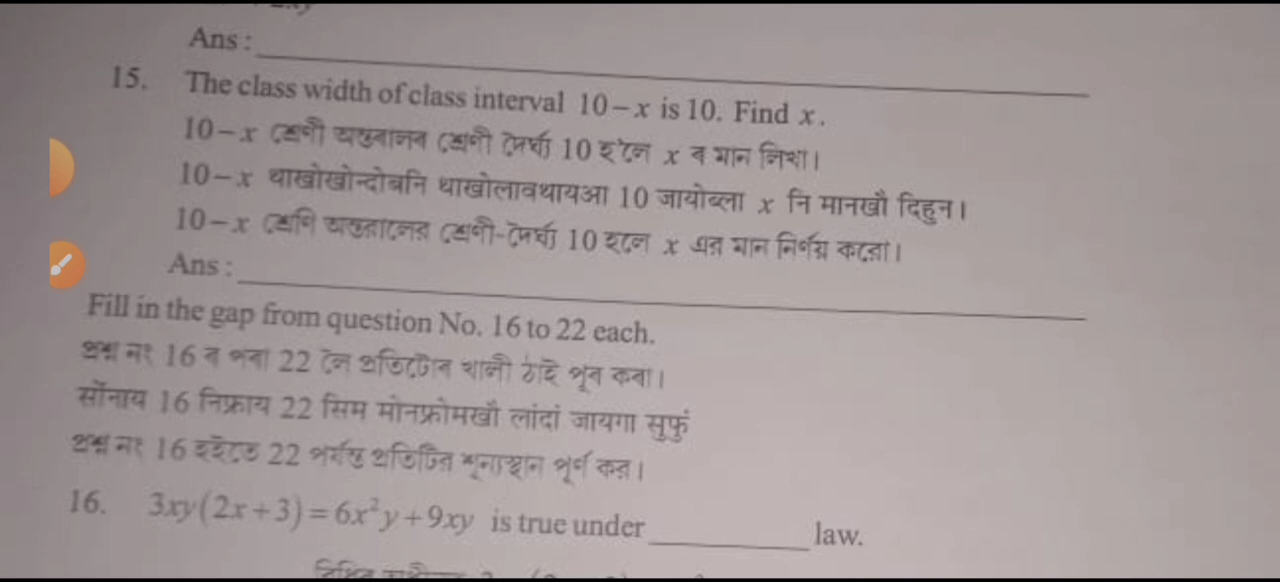 Ans :
15. The class width of class interval 10 – x is 10. Find x.
10 – x শ্ৰেণী অন্তৰালৰ শ্ৰেণী দৈৰ্ঘ্য 10 হ'লে x ৰ মান লিখা।
10 – x थाखोखोन्दोबनि थाखोलावथायआ 10 जायोब्ला x नि मानखौ दिहुन।
10 – x শ্রেণি অন্তরালের শ্রেণী-দৈর্ঘ্য 10 হলে x এর মান নির্ণয় করো।
Ans :
Fill in the gap from question No. 16 to 22 each.
প্ৰশ্ন নং 16 ৰ পৰা 22 লৈ প্ৰতিটোৰ খালী ঠাই পূৰ কৰা।
सोंनाय 16 निफ्राय 22 सिम मोनफ्रोमखौ लांदां जायगा सुफुं
প্রশ্ন নং 16 হইতে 22 পর্যন্ত প্রতিটির শূন্যস্থান পূর্ণ কর।
16. 3xy(2x+3) = 6x²y+9xy is true under ________ law.